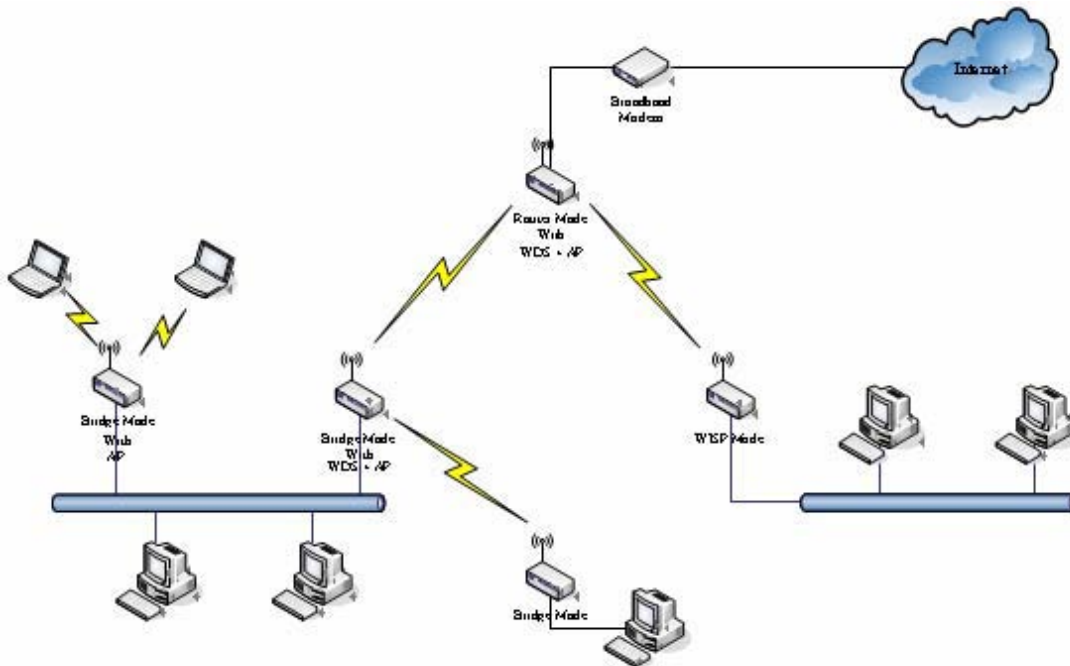 Internet
Broadband
Modem
Router Mode
With
WDS + AP
Bridge Mode
With
AP
Bridge Mode
With
WDS + AP
WISP Mode
Bridge Mode